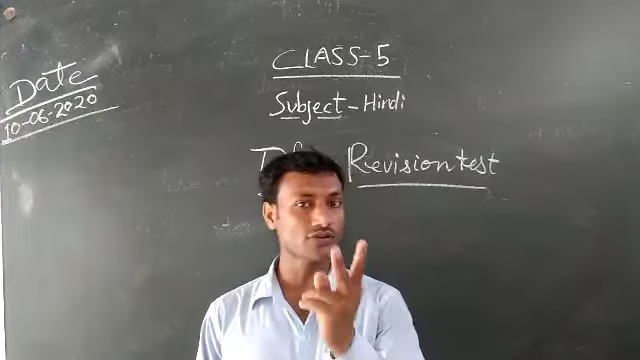 Date
10-06-2020
CLASS-5
Subject - Hindi
Revision test